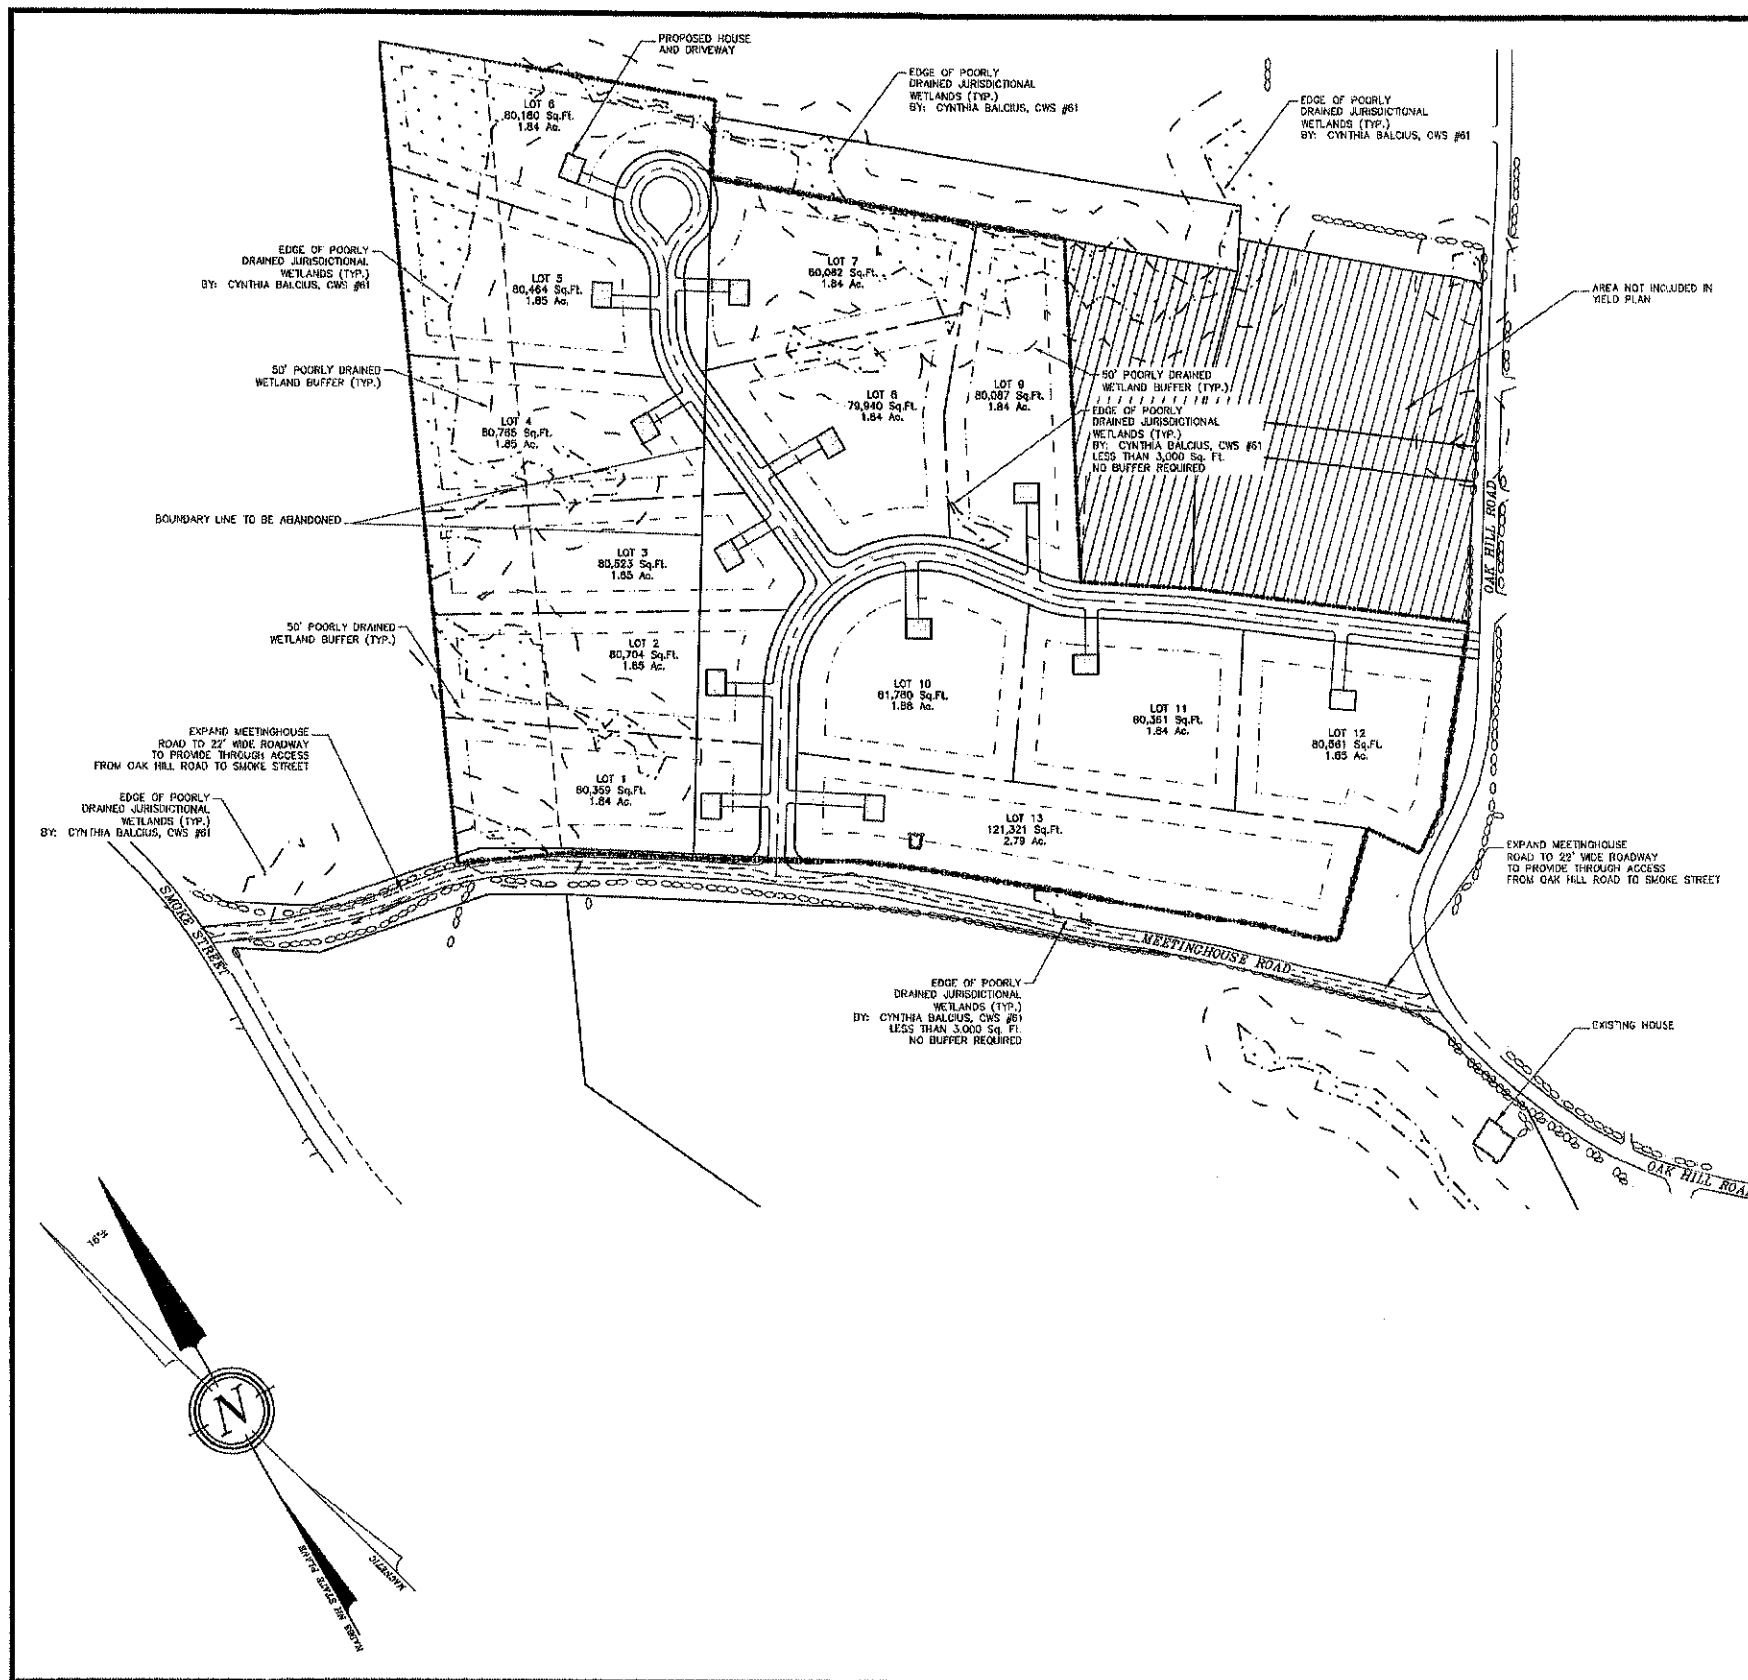 PROPOSED HOUSE
AND DRIVEWAY
EDGE OF POORLY
DRAINED JURISDICTIONAL
WETLANDS (TYP.)
BY: CYNTHIA BALCIUS, CWS #61
EDGE OF POORLY
DRAINED JURISDICTIONAL
WETLANDS (TYP.)
BY: CYNTHIA BALCIUS, CWS #61
LOT 6
80,160 Sq.Ft.
1.84 Ac.
EDGE OF POORLY
DRAINED JURISDICTIONAL
WETLANDS (TYP.)
BY: CYNTHIA BALCIUS, CWS #61
LOT 5
80,464 Sq.Ft.
1.85 Ac.
LOT 7
80,082 Sq.Ft.
1.84 Ac.
AREA NOT INCLUDED IN
YIELD PLAN
50' POORLY DRAINED
WETLAND BUFFER (TYP.)
50' POORLY DRAINED
WETLAND BUFFER (TYP.)
LOT 4
80,765 Sq.Ft.
1.85 Ac.
LOT 8
79,940 Sq.Ft.
1.84 Ac.
LOT 9
80,087 Sq.Ft.
1.84 Ac.
EDGE OF POORLY
DRAINED JURISDICTIONAL
WETLANDS (TYP.)
BY: CYNTHIA BALCIUS, CWS #61
LESS THAN 3,000 Sq. Ft.
NO BUFFER REQUIRED
BOUNDARY LINE TO BE ABANDONED
OAK HILL ROAD
LOT 3
80,523 Sq.Ft.
1.85 Ac.
50' POORLY DRAINED
WETLAND BUFFER (TYP.)
LOT 2
80,704 Sq.Ft.
1.85 Ac.
LOT 10
81,780 Sq.Ft.
1.88 Ac.
LOT 11
80,361 Sq.Ft.
1.84 Ac.
LOT 12
80,561 Sq.Ft.
1.85 Ac.
EXPAND MEETINGHOUSE
ROAD TO 22' WIDE ROADWAY
TO PROVIDE THROUGH ACCESS
FROM OAK HILL ROAD TO SMOKE STREET
LOT 1
80,359 Sq.Ft.
1.84 Ac.
EDGE OF POORLY
DRAINED JURISDICTIONAL
WETLANDS (TYP.)
BY: CYNTHIA BALCIUS, CWS #61
LOT 13
121,321 Sq.Ft.
2.79 Ac.
EXPAND MEETINGHOUSE
ROAD TO 22' WIDE ROADWAY
TO PROVIDE THROUGH ACCESS
FROM OAK HILL ROAD TO SMOKE STREET
SMOKE STREET
MEETINGHOUSE ROAD
EDGE OF POORLY
DRAINED JURISDICTIONAL
WETLANDS (TYP.)
BY: CYNTHIA BALCIUS, CWS #61
LESS THAN 3,000 Sq. Ft.
NO BUFFER REQUIRED
EXISTING HOUSE
OAK HILL ROAD
N
MAGNETIC
NAD83 NH STATE PLANE